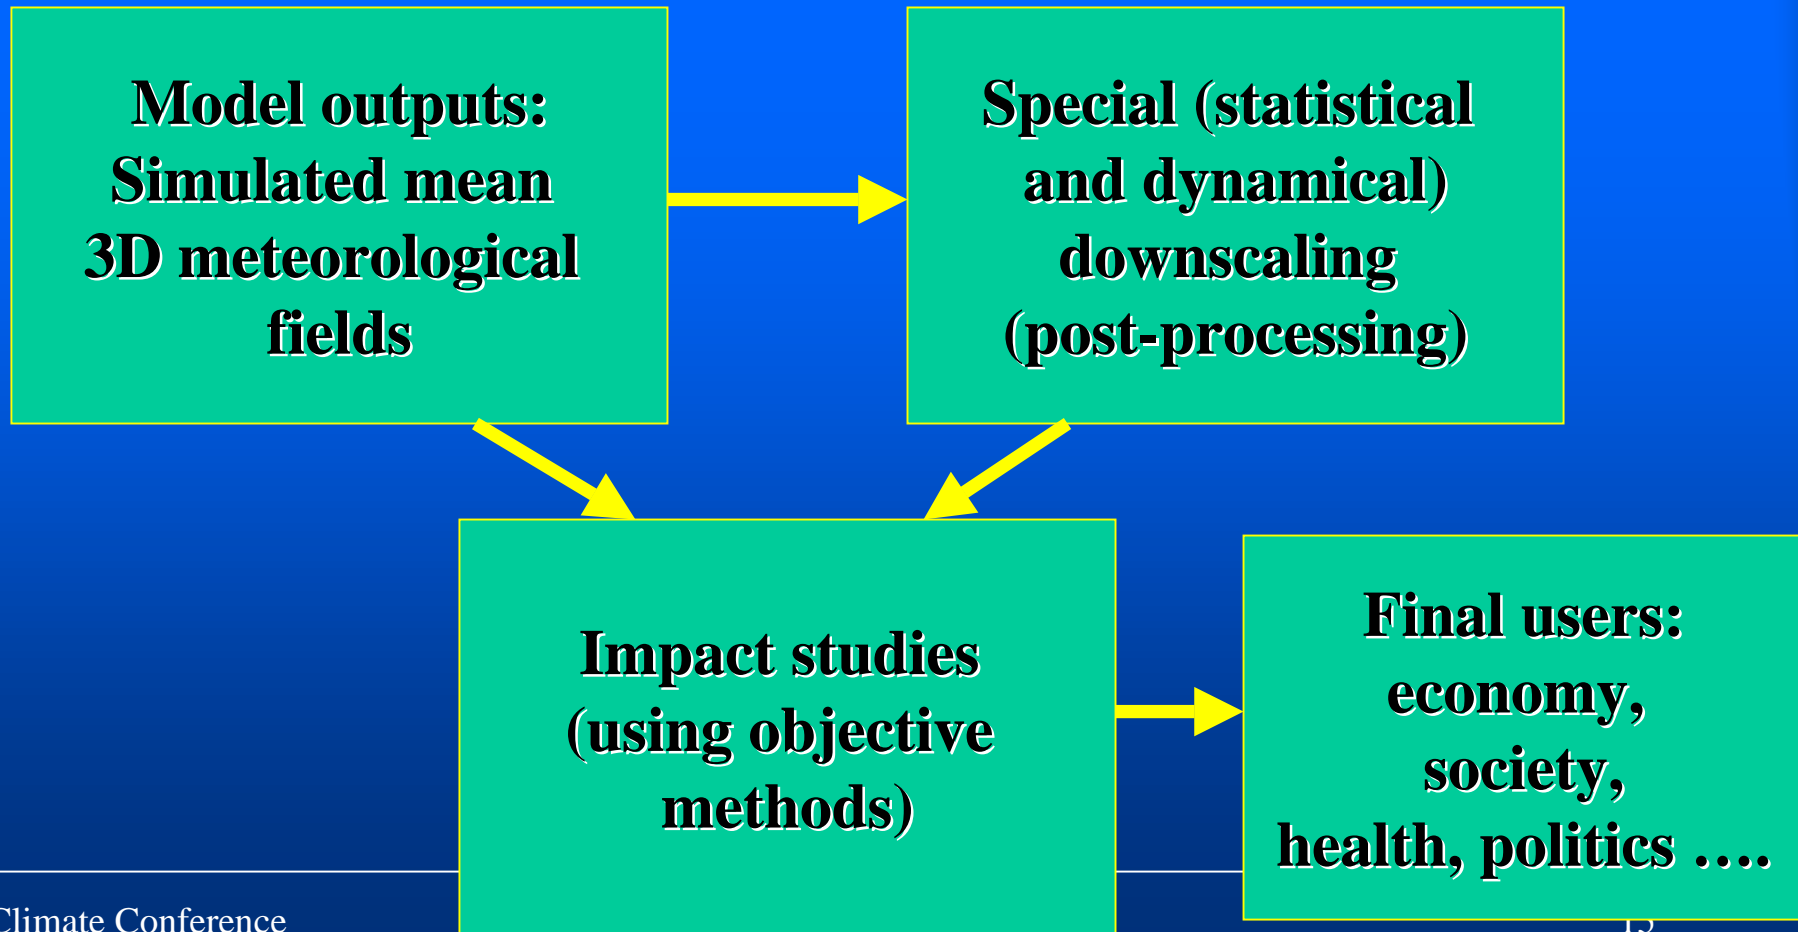 Model outputs:
Simulated mean
3D meteorological
fields
Special (statistical
and dynamical)
downscaling
(post-processing)
Impact studies
(using objective
methods)
Final users:
economy,
society,
health, politics ….
Climate Conference